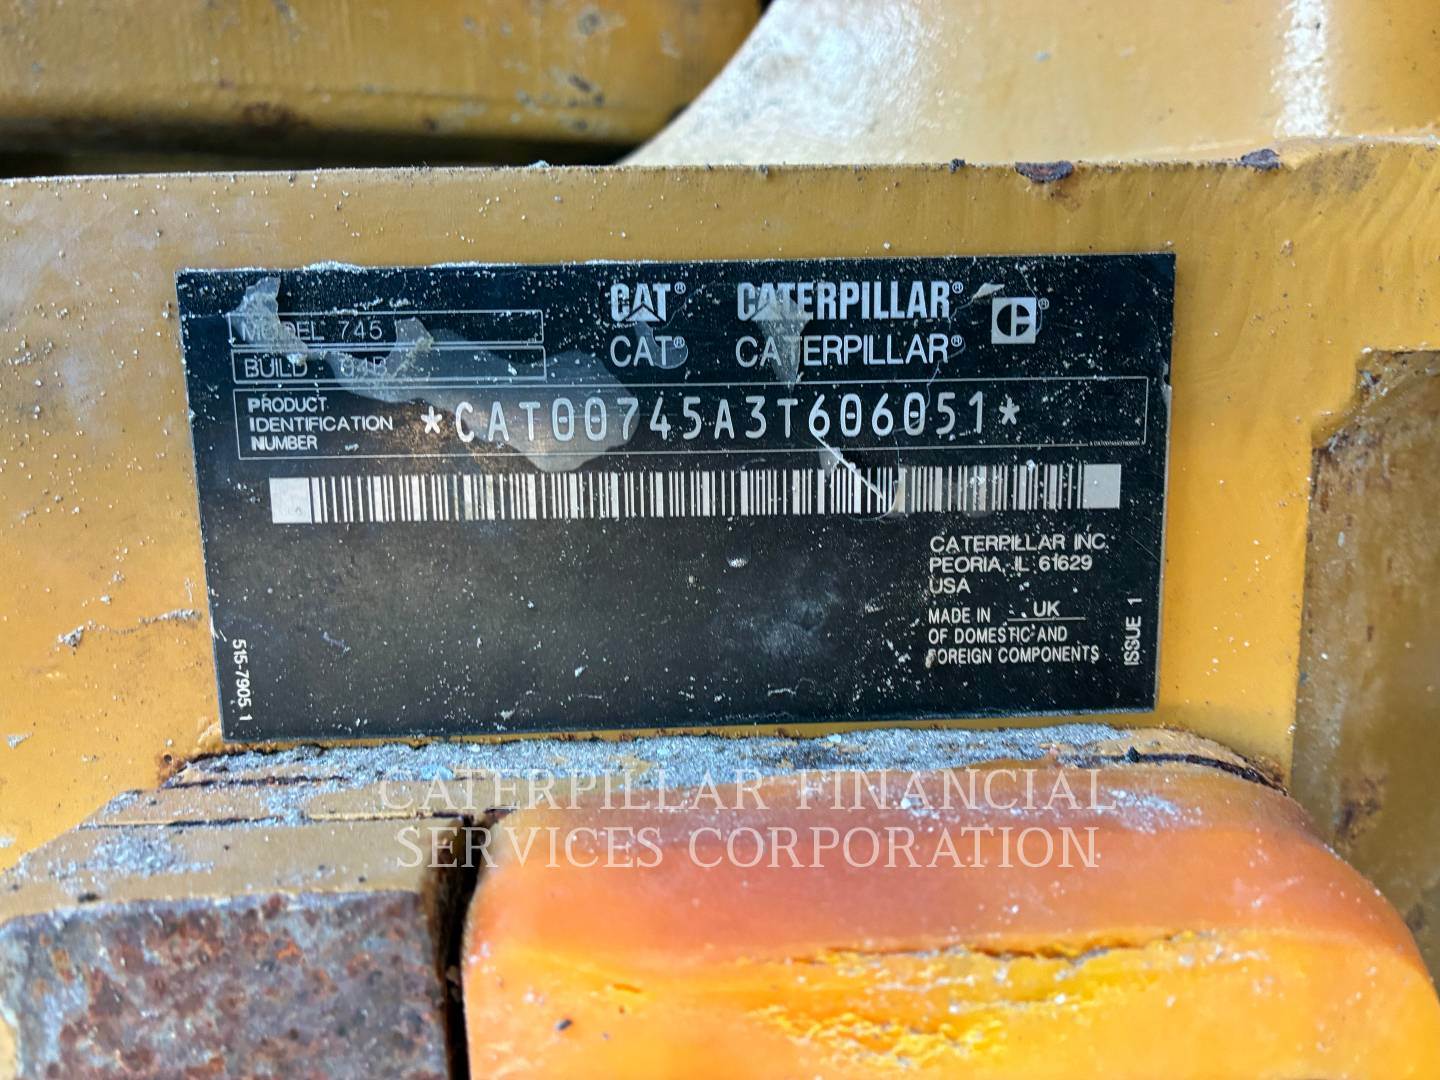 CAT® CATERPILLAR®
CAT® CATERPILLAR®
MODEL 745
BUILD 04B
PRODUCT
IDENTIFICATION
NUMBER
*CAT00745A3T606051*
CATERPILLAR INC.
PEORIA, IL 61629
USA
MADE IN UK
OF DOMESTIC AND
FOREIGN COMPONENTS
ISSUE 1
515-7905 1
CATERPILLAR FINANCIAL
SERVICES CORPORATION